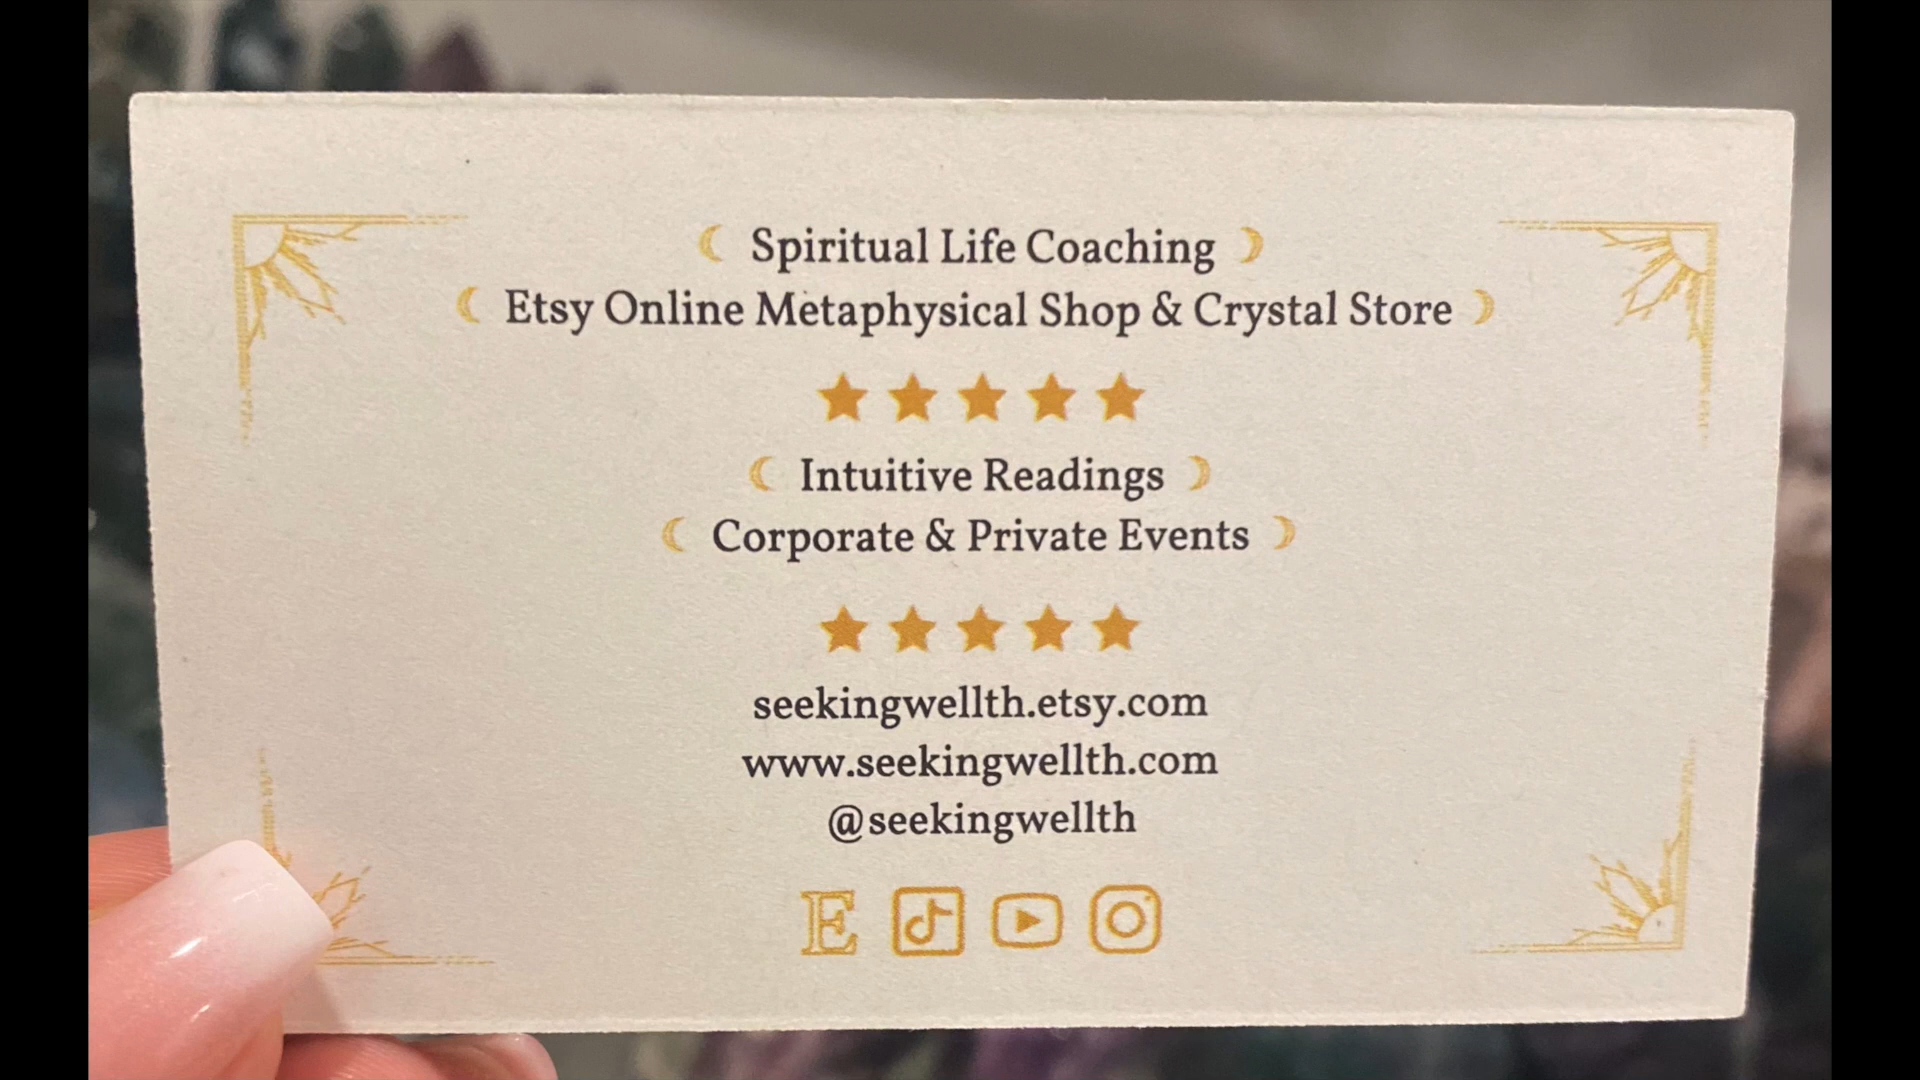 Spiritual Life Coaching
Etsy Online Metaphysical Shop & Crystal Store
Intuitive Readings
Corporate & Private Events
seekingwellth.etsy.com
www.seekingwellth.com
@seekingwellth
E